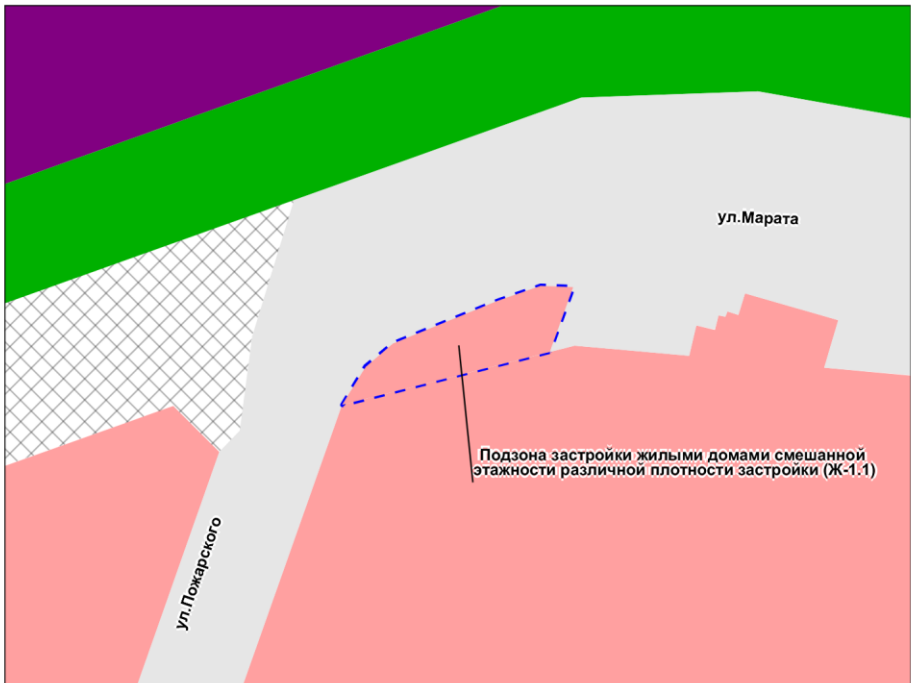 ул.Марата
Подзона застройки жилыми домами смешанной
этажности различной плотности застройки (Ж-1.1)
ул.Пожарского